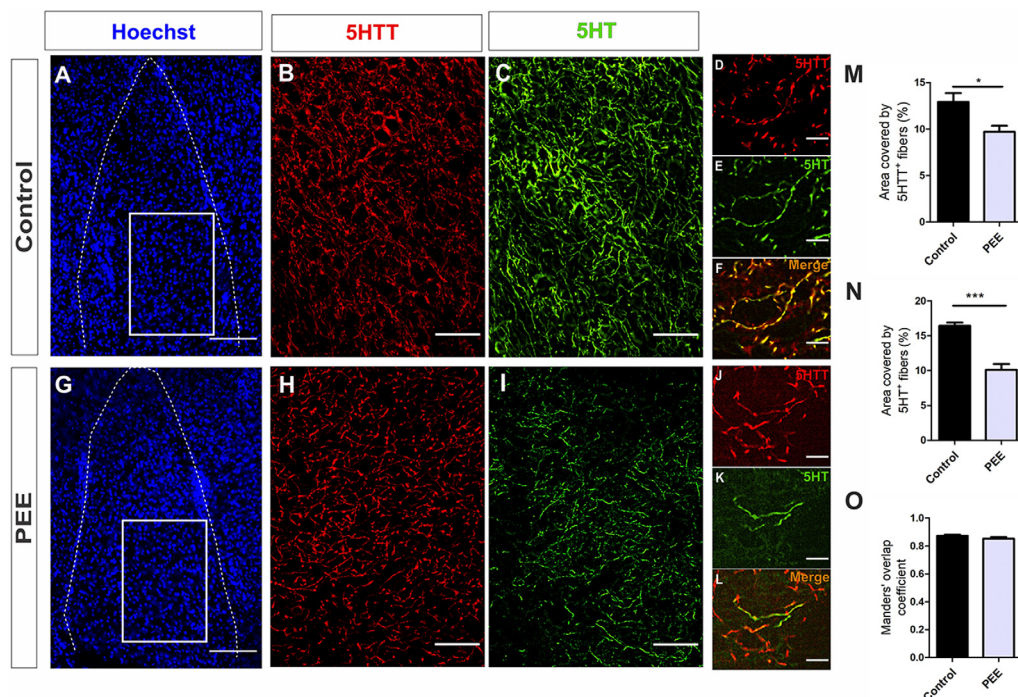 Hoechst
5HTT
5HT
Control
A
B
C
D
5HTT
E
5HT
F
Merge
PEE
G
H
I
J
5HTT
K
5HT
L
Merge
M
Area covered by
5HTT⁺ fibers (%)
15
10
5
0
*
Control
PEE
N
Area covered by
5HT⁺ fibers (%)
20
15
10
5
0
***
Control
PEE
O
Manders' overlap
coefficient
1.0
0.8
0.6
0.4
0.2
0.0
Control
PEE